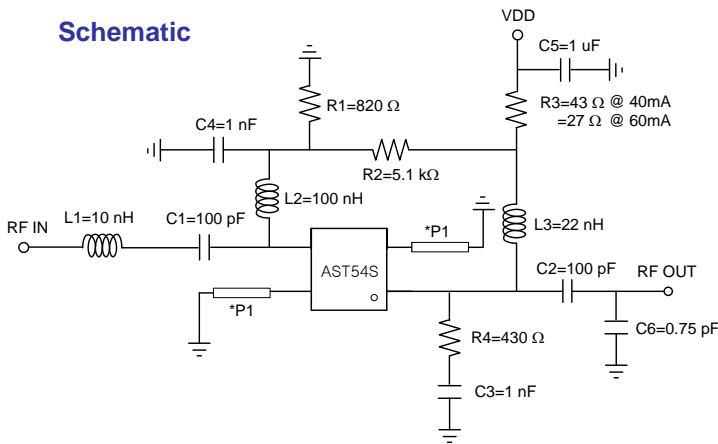 Schematic
VDD
C5=1 uF
R1=820 Ω
R3=43 Ω @ 40mA
=27 Ω @ 60mA
C4=1 nF
R2=5.1 kΩ
L2=100 nH
RF IN
L1=10 nH
C1=100 pF
*P1
L3=22 nH
AST54S
C2=100 pF
RF OUT
*P1
R4=430 Ω
C6=0.75 pF
C3=1 nF